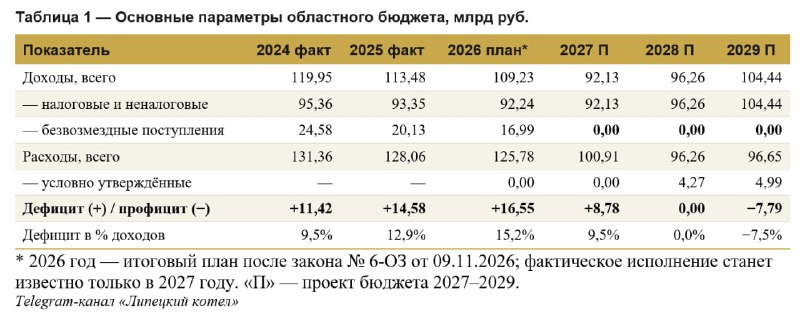 Таблица 1 — Основные параметры областного бюджета, млрд руб.
Показатель 2024 факт 2025 факт 2026 план* 2027 П 2028 П 2029 П
Доходы, всего 119,95 113,48 109,23 92,13 96,26 104,44
— налоговые и неналоговые 95,36 93,35 92,24 92,13 96,26 104,44
— безвозмездные поступления 24,58 20,13 16,99 0,00 0,00 0,00
Расходы, всего 131,36 128,06 125,78 100,91 96,26 96,65
— условно утверждённые — — 0,00 0,00 4,27 4,99
Дефицит (+) / профицит (−) +11,42 +14,58 +16,55 +8,78 0,00 −7,79
Дефицит в % доходов 9,5% 12,9% 15,2% 9,5% 0,0% −7,5%
* 2026 год — итоговый план после закона № 6-ОЗ от 09.11.2026; фактическое исполнение станет
известно только в 2027 году. «П» — проект бюджета 2027–2029.
Telegram-канал «Липецкий котел»